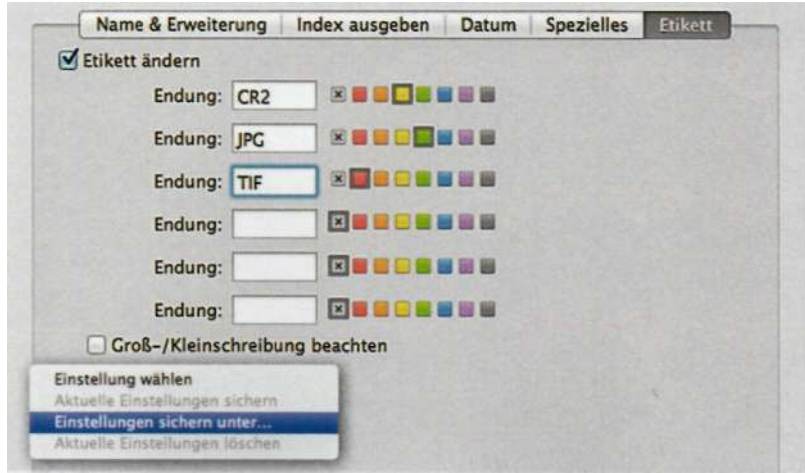 Name & Erweiterung Index ausgeben Datum Spezielles Etikett
Etikett ändern
Endung: CR2
Endung: JPG
Endung: TIF
Endung:
Endung:
Endung:
Groß-/Kleinschreibung beachten
Einstellung wählen
Aktuelle Einstellungen sichern
Einstellungen sichern unter...
Aktuelle Einstellungen löschen